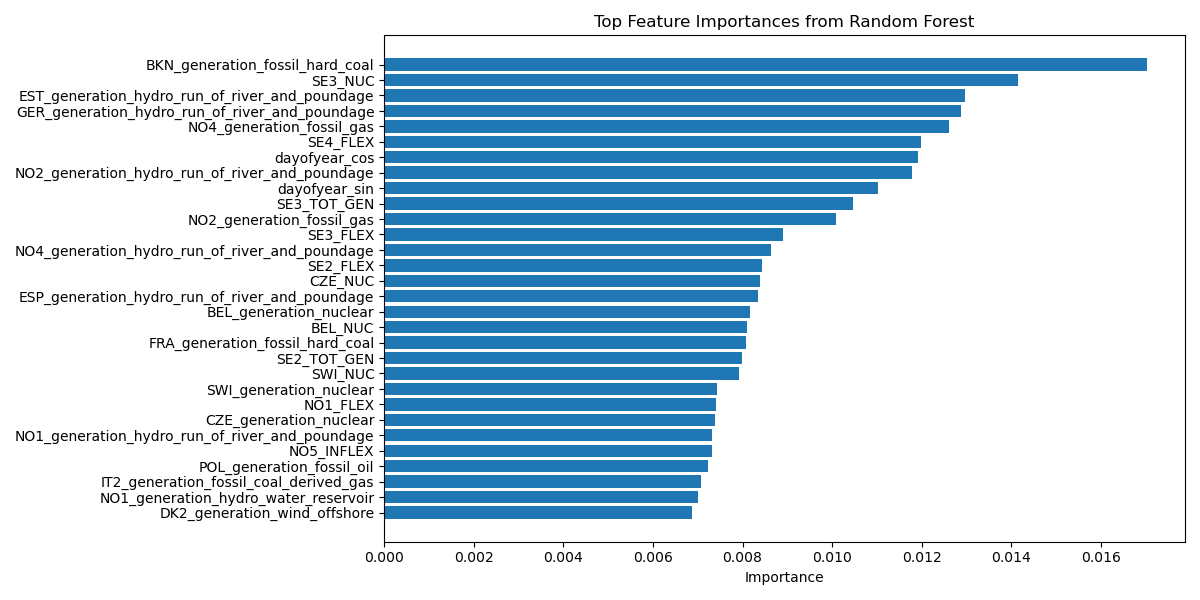 Top Feature Importances from Random Forest
BKN_generation_fossil_hard_coal
SE3_NUC
EST_generation_hydro_run_of_river_and_poundage
GER_generation_hydro_run_of_river_and_poundage
NO4_generation_fossil_gas
SE4_FLEX
dayofyear_cos
NO2_generation_hydro_run_of_river_and_poundage
dayofyear_sin
SE3_TOT_GEN
NO2_generation_fossil_gas
SE3_FLEX
NO4_generation_hydro_run_of_river_and_poundage
SE2_FLEX
CZE_NUC
ESP_generation_hydro_run_of_river_and_poundage
BEL_generation_nuclear
BEL_NUC
FRA_generation_fossil_hard_coal
SE2_TOT_GEN
SWI_NUC
SWI_generation_nuclear
NO1_FLEX
CZE_generation_nuclear
NO1_generation_hydro_run_of_river_and_poundage
NO5_INFLEX
POL_generation_fossil_oil
IT2_generation_fossil_coal_derived_gas
NO1_generation_hydro_water_reservoir
DK2_generation_wind_offshore
0.000 0.002 0.004 0.006 0.008 0.010 0.012 0.014 0.016
Importance